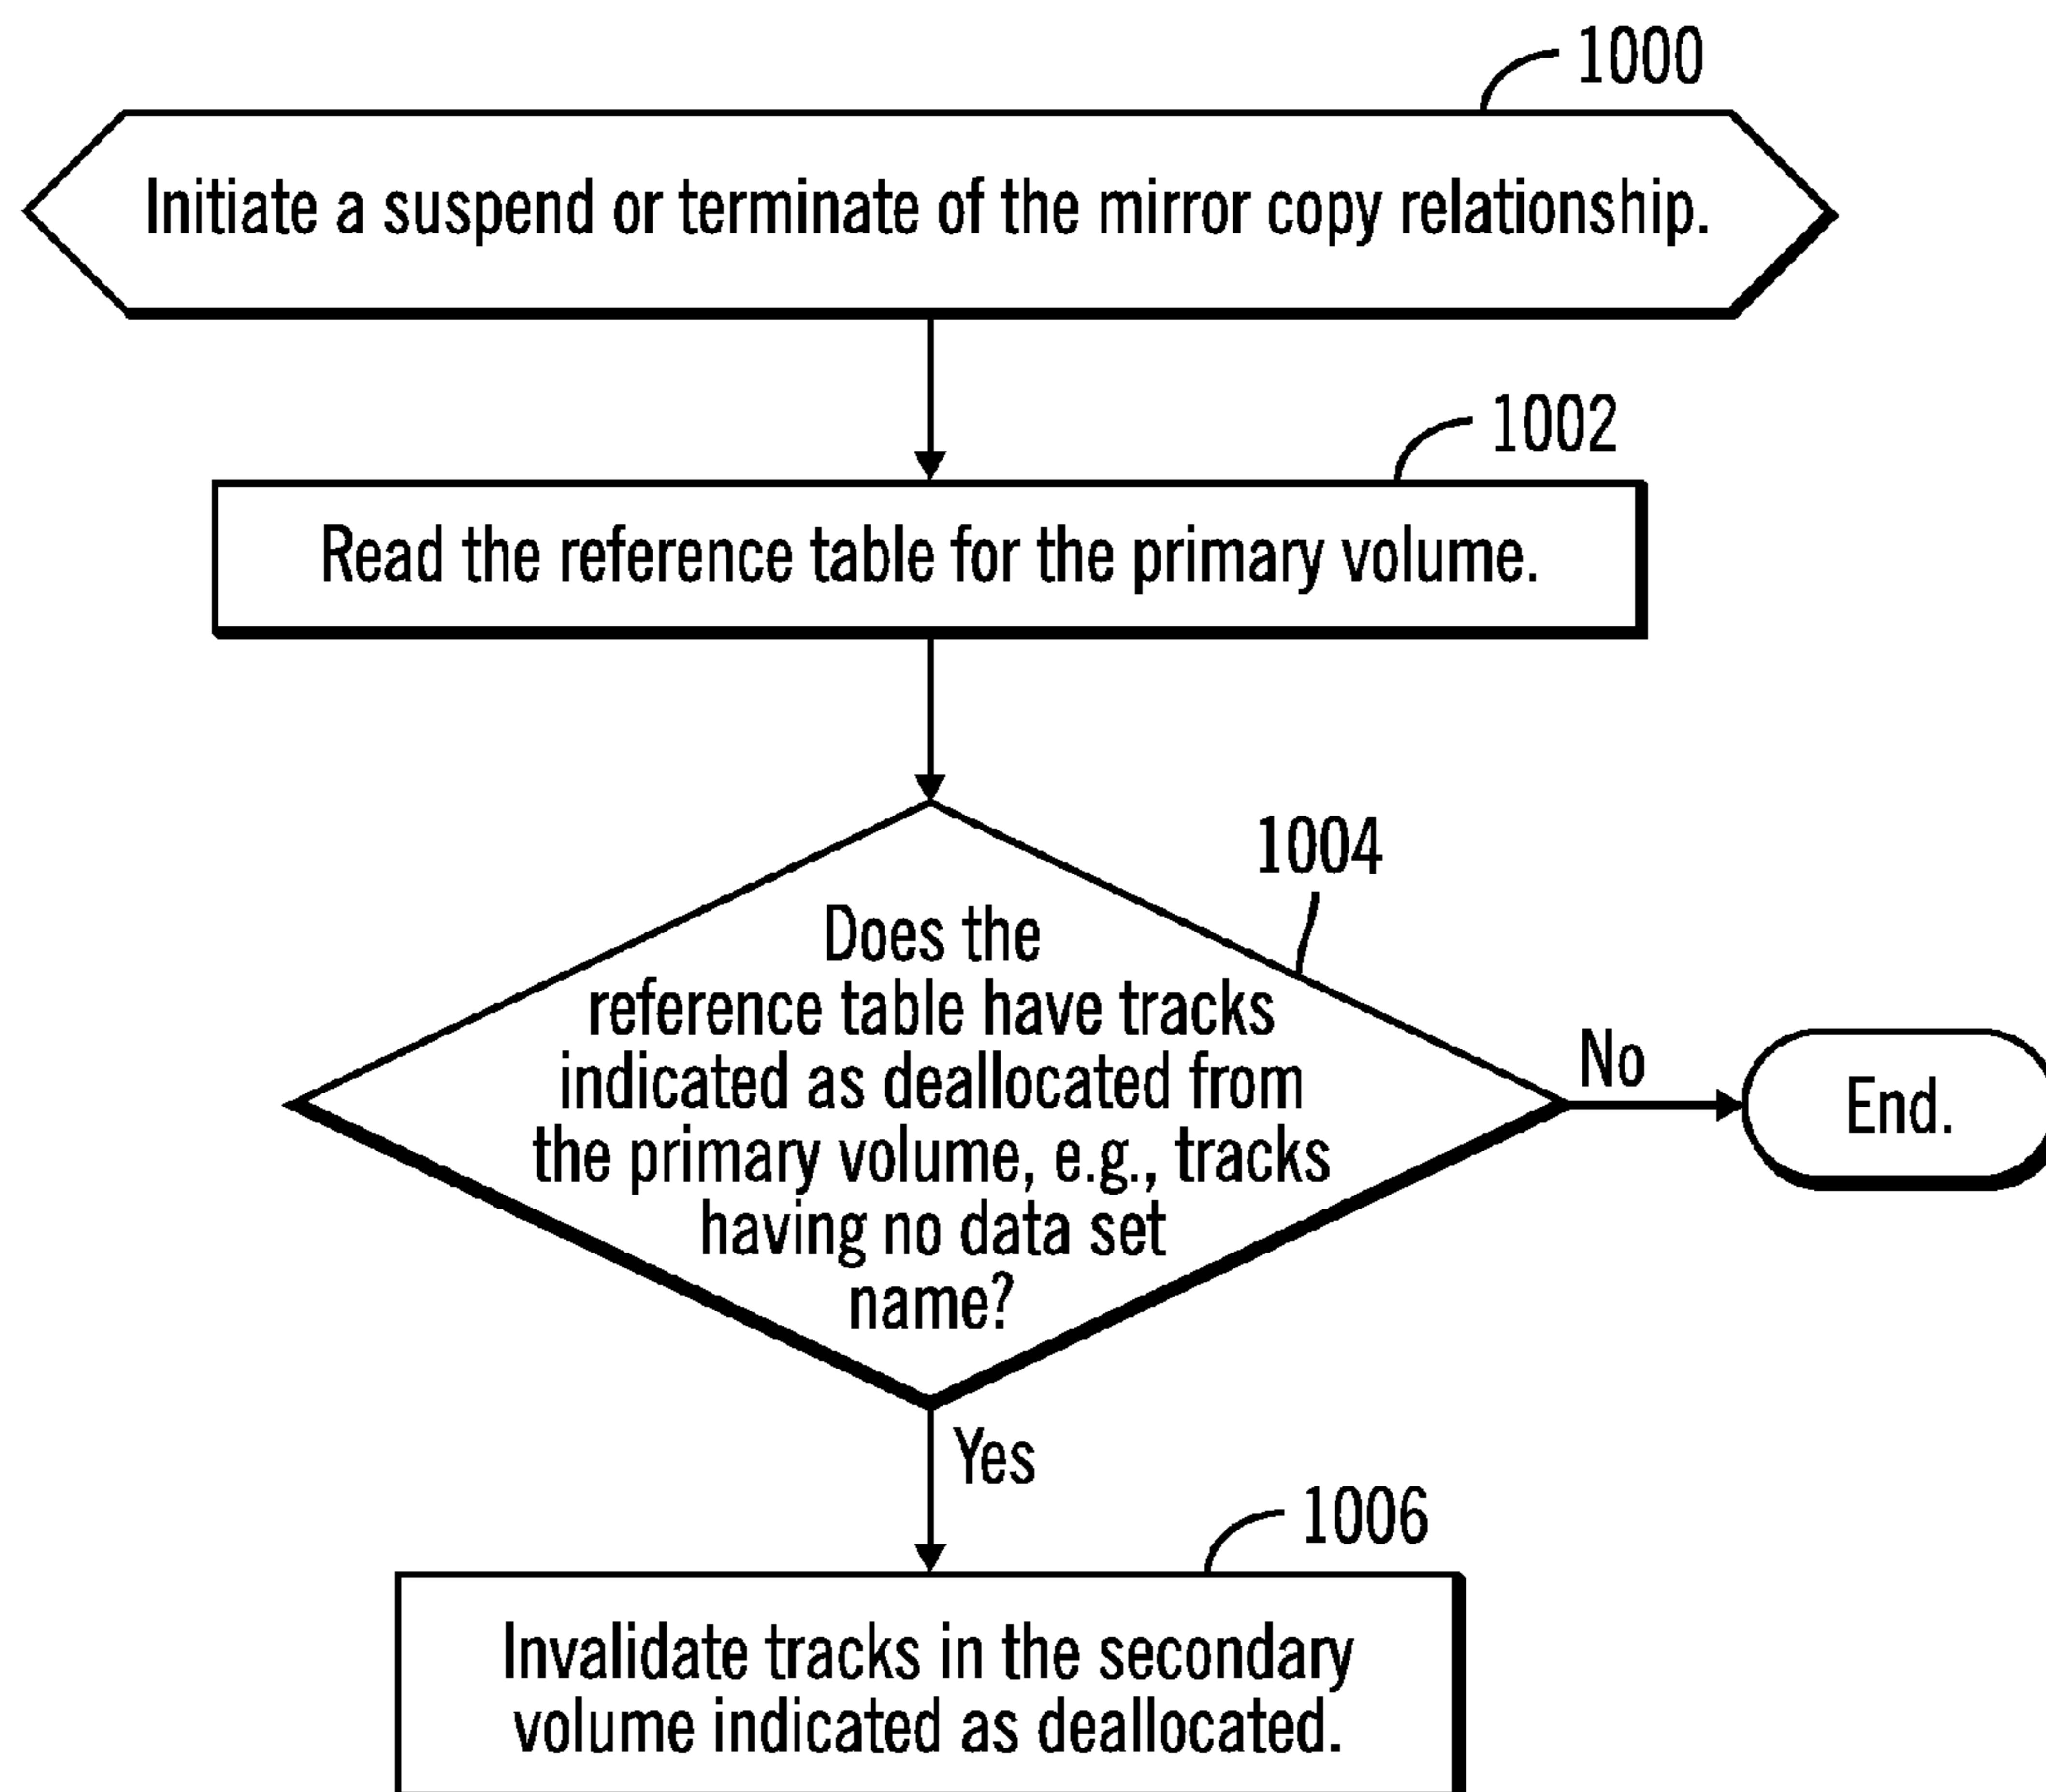 1000
Initiate a suspend or terminate of the mirror copy relationship.
1002
Read the reference table for the primary volume.
1004
Does the
reference table have tracks
indicated as deallocated from
the primary volume, e.g., tracks
having no data set
name?
No
End.
Yes
1006
Invalidate tracks in the secondary
volume indicated as deallocated.